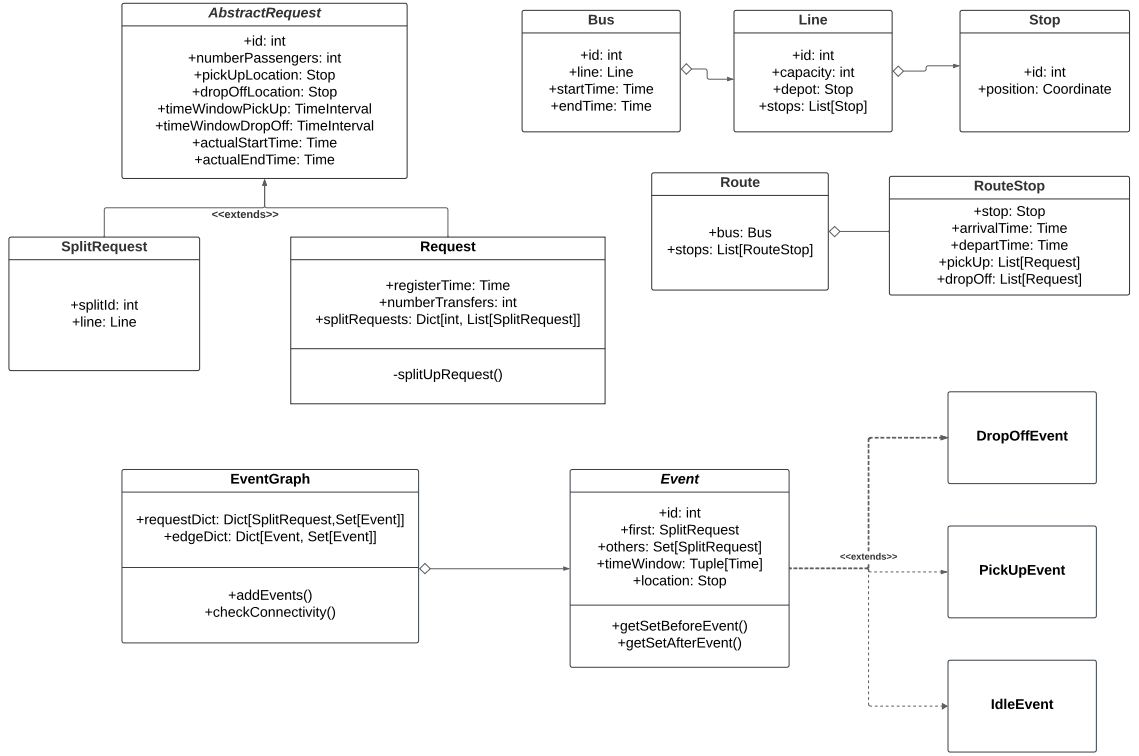 AbstractRequest
+id: int
+numberPassengers: int
+pickUpLocation: Stop
+dropOffLocation: Stop
+timeWindowPickUp: TimeInterval
+timeWindowDropOff: TimeInterval
+actualStartTime: Time
+actualEndTime: Time
Bus
+id: int
+line: Line
+startTime: Time
+endTime: Time
Line
+id: int
+capacity: int
+depot: Stop
+stops: List[Stop]
Stop
+id: int
+position: Coordinate
<<extends>>
SplitRequest
+splitId: int
+line: Line
Request
+registerTime: Time
+numberTransfers: int
+splitRequests: Dict[int, List[SplitRequest]]
-splitUpRequest()
Route
+bus: Bus
+stops: List[RouteStop]
RouteStop
+stop: Stop
+arrivalTime: Time
+departTime: Time
+pickUp: List[Request]
+dropOff: List[Request]
EventGraph
+requestDict: Dict[SplitRequest,Set[Event]]
+edgeDict: Dict[Event, Set[Event]]
+addEvents()
+checkConnectivity()
Event
+id: int
+first: SplitRequest
+others: Set[SplitRequest]
+timeWindow: Tuple[Time]
+location: Stop
+getSetBeforeEvent()
+getSetAfterEvent()
<<extends>>
DropOffEvent
PickUpEvent
IdleEvent